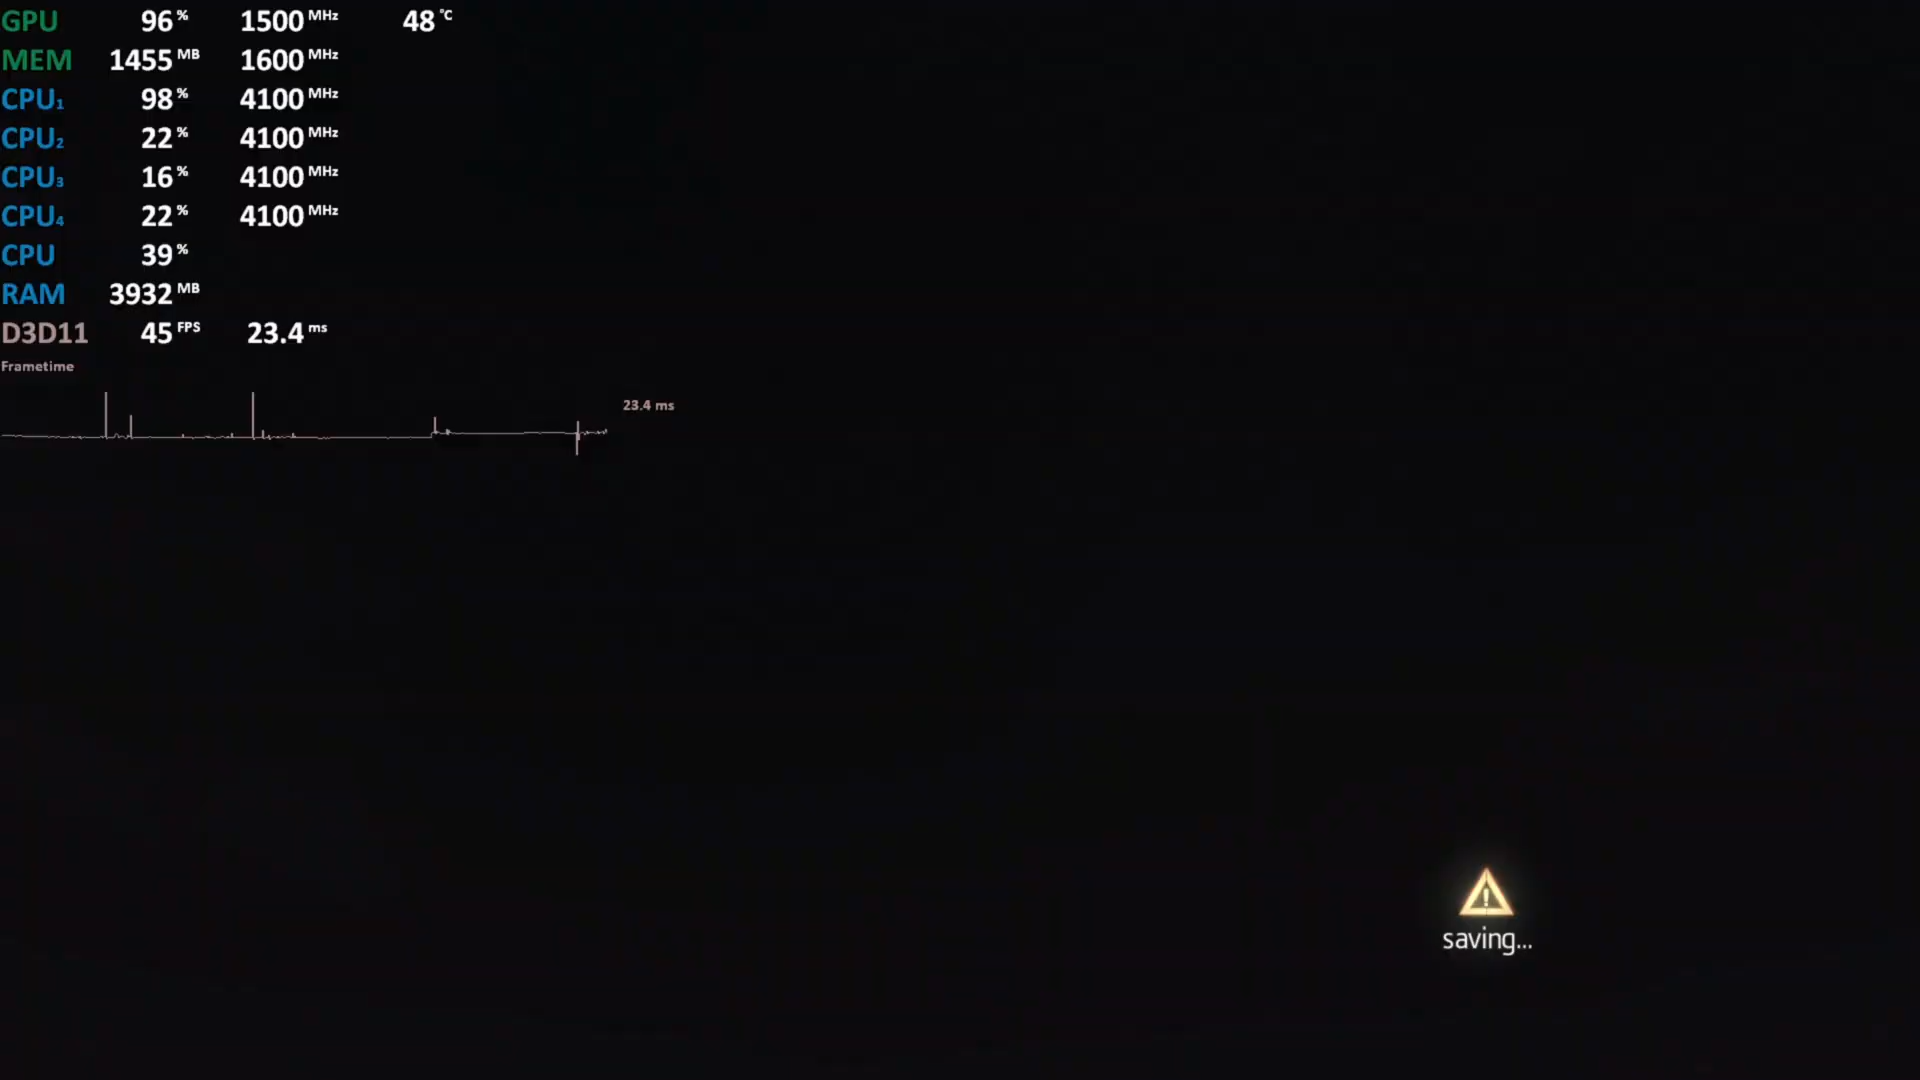 GPU 96 % 1500 MHz 48 °C
MEM 1455 MB 1600 MHz
CPU1 98 % 4100 MHz
CPU2 22 % 4100 MHz
CPU3 16 % 4100 MHz
CPU4 22 % 4100 MHz
CPU 39 %
RAM 3932 MB
D3D11 45 FPS 23.4 ms
Frametime
23.4 ms
saving...